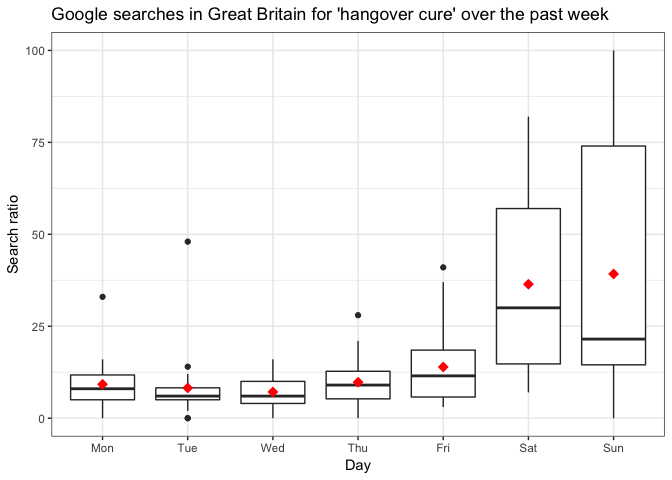 Google searches in Great Britain for 'hangover cure' over the past week
100
75
50
25
0
Search ratio
Mon Tue Wed Thu Fri Sat Sun
Day